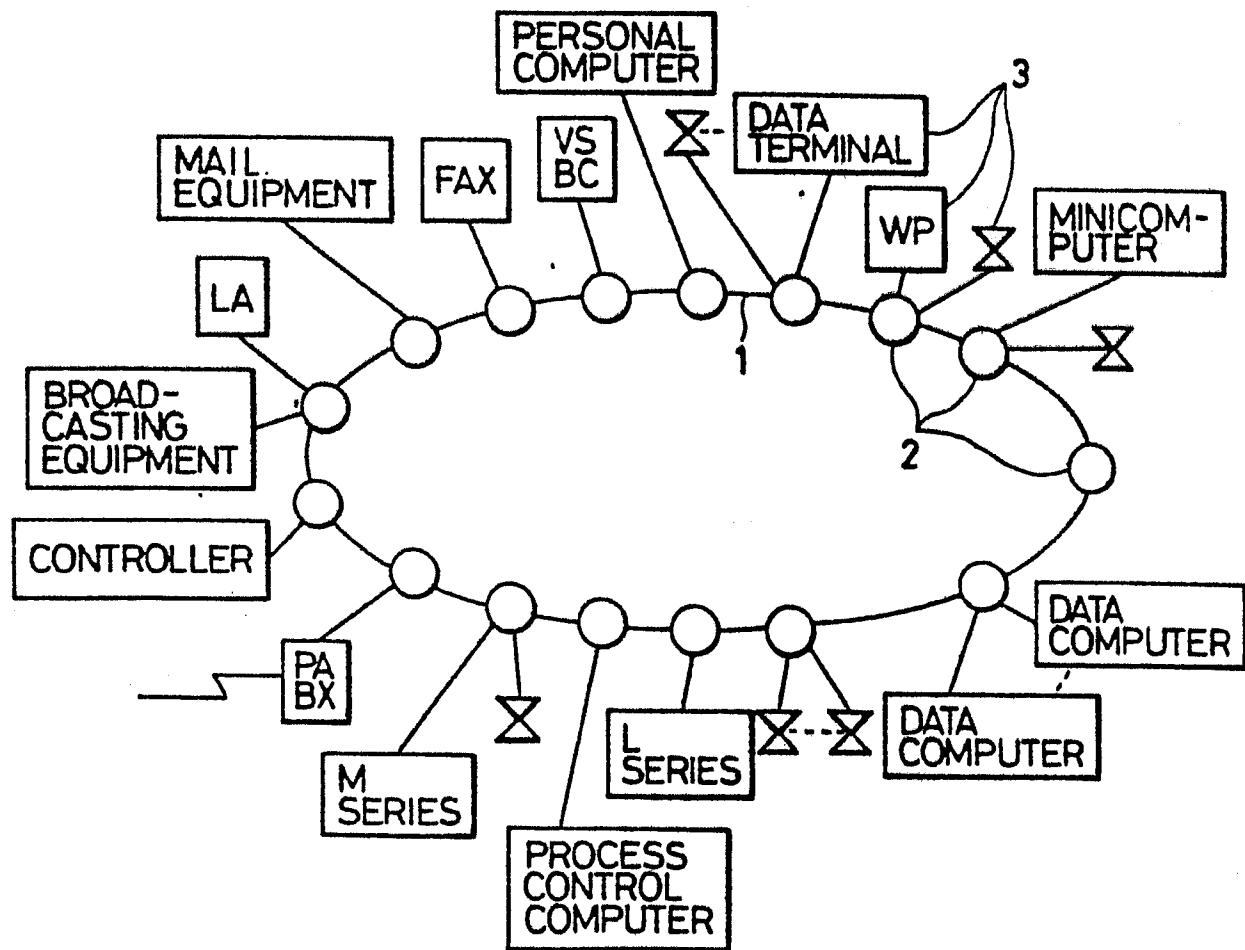 PERSONAL
COMPUTER
3
DATA
TERMINAL
VS
BC
MAIL.
EQUIPMENT
FAX
WP
MINICOM-
PUTER
LA
1
BROAD-
CASTING
EQUIPMENT
2
CONTROLLER
DATA
COMPUTER
PA
BX
L
SERIES
DATA
COMPUTER
M
SERIES
PROCESS
CONTROL
COMPUTER